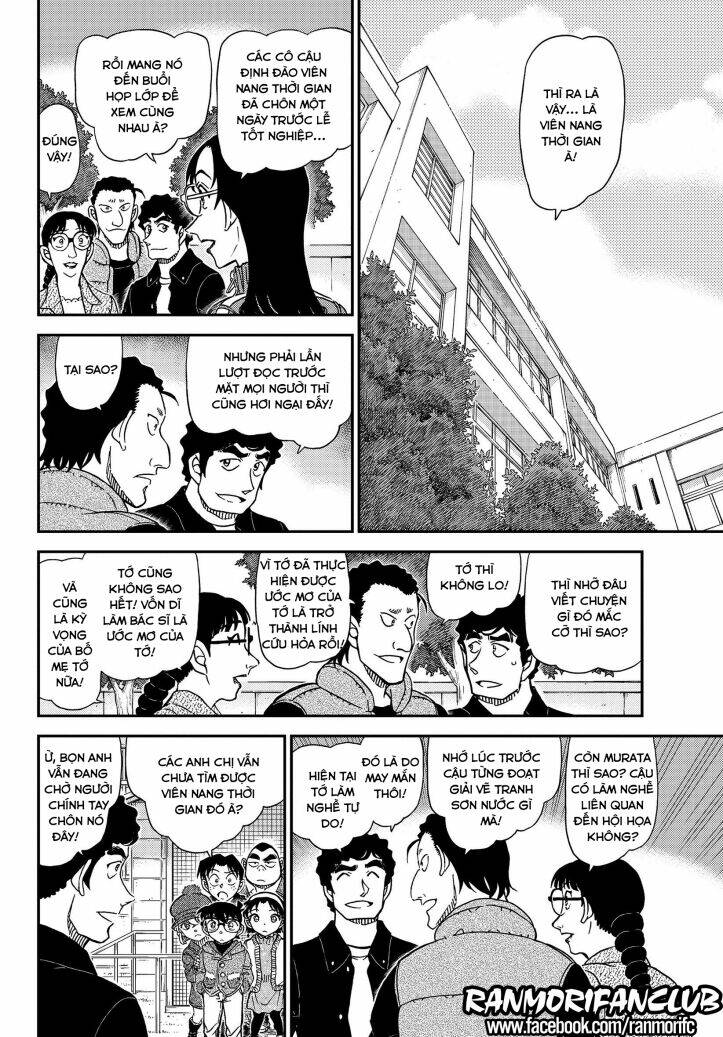 THÌ RA LÀ
VẬY... LÀ
VIÊN NANG
THỜI GIAN
À!
CÁC CÔ CẬU
ĐỊNH ĐÀO VIÊN
NANG THỜI GIAN
ĐÃ CHÔN MỘT
NGÀY TRƯỚC LỄ
TỐT NGHIỆP...
RỒI MANG NÓ
ĐẾN BUỔI
HỌP LỚP ĐỂ
XEM CÙNG
NHAU À?
ĐÚNG
VẬY!
NHƯNG PHẢI LẦN
LƯỢT ĐỌC TRƯỚC
MẶT MỌI NGƯỜI THÌ
CŨNG HƠI NGẠI ĐẤY!
TẠI SAO?
THÌ NHỠ ĐÂU
VIẾT CHUYỆN
GÌ ĐÓ MẮC
CỠ THÌ SAO?
TỚ THÌ
KHÔNG LO!
VÌ TỚ ĐÃ THỰC
HIỆN ĐƯỢC
ƯỚC MƠ CỦA
TỚ LÀ TRỞ
THÀNH LÍNH
CỨU HỎA RỒI!
TỚ CŨNG
KHÔNG SAO
HẾT! VỐN DĨ
LÀM BÁC SĨ LÀ
ƯỚC MƠ CỦA
TỚ!
VẢ
CŨNG
LÀ KỲ
VỌNG
CỦA BỐ
MẸ TỚ
NỮA!
CÒN MURATA
THÌ SAO? CẬU
CÓ LÀM NGHỀ
LIÊN QUAN
ĐẾN HỘI HỌA
KHÔNG?
NHỚ LÚC TRƯỚC
CẬU TỪNG ĐOẠT
GIẢI VẼ TRANH
SƠN NƯỚC GÌ
MÀ!
ĐÓ LÀ DO
MAY MẮN
THÔI!
HIỆN TẠI
TỚ LÀM
NGHỀ TỰ
DO!
CÁC ANH CHỊ VẪN
CHƯA TÌM ĐƯỢC
VIÊN NANG THỜI
GIAN ĐÓ À?
Ừ, BỌN ANH
VẪN ĐANG
CHỜ NGƯỜI
CHÍNH TAY
CHÔN NÓ
ĐÂY!
RANMORIFANCLUB
www.facebook.com/ranmorifc